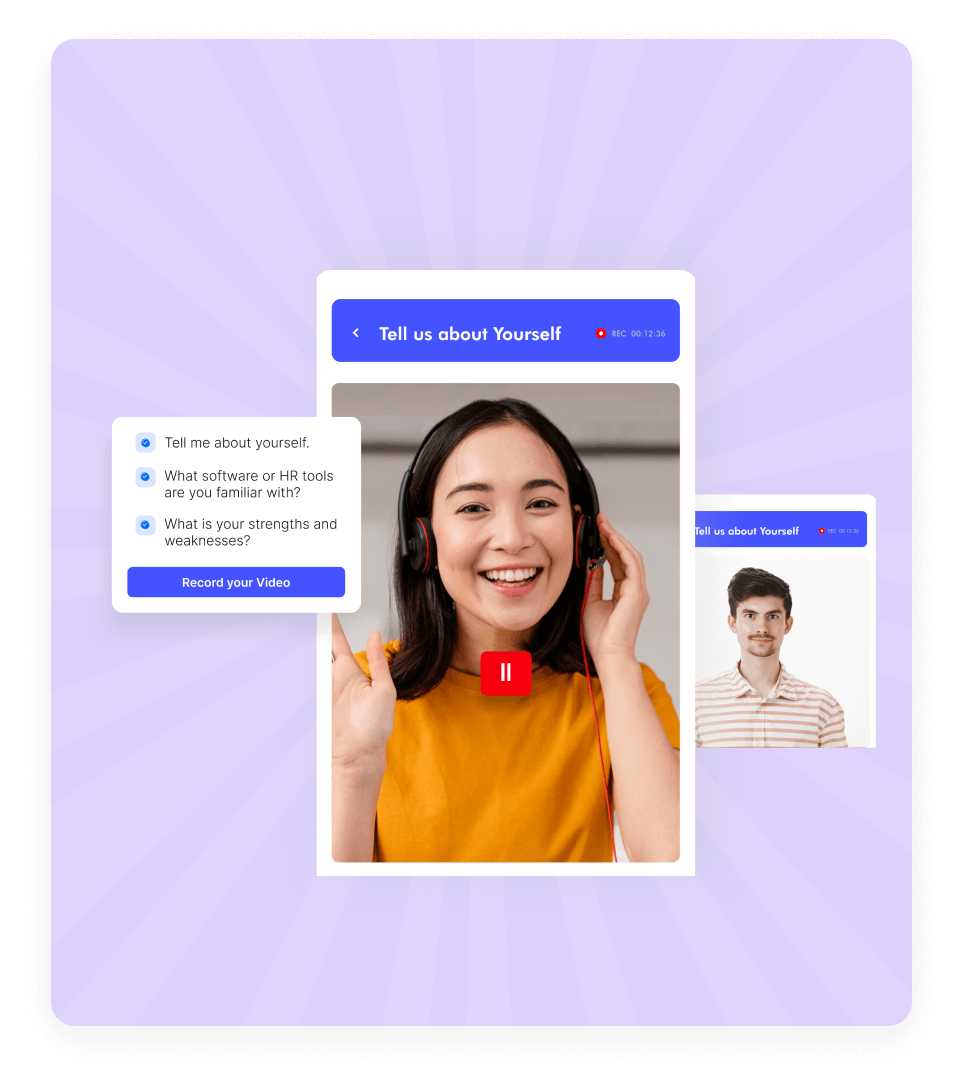 Tell us about Yourself
REC 00:12:36
Tell me about yourself.
What software or HR tools
are you familiar with?
What is your strengths and
weaknesses?
Record your Video
Tell us about Yourself
REC 00:12:36